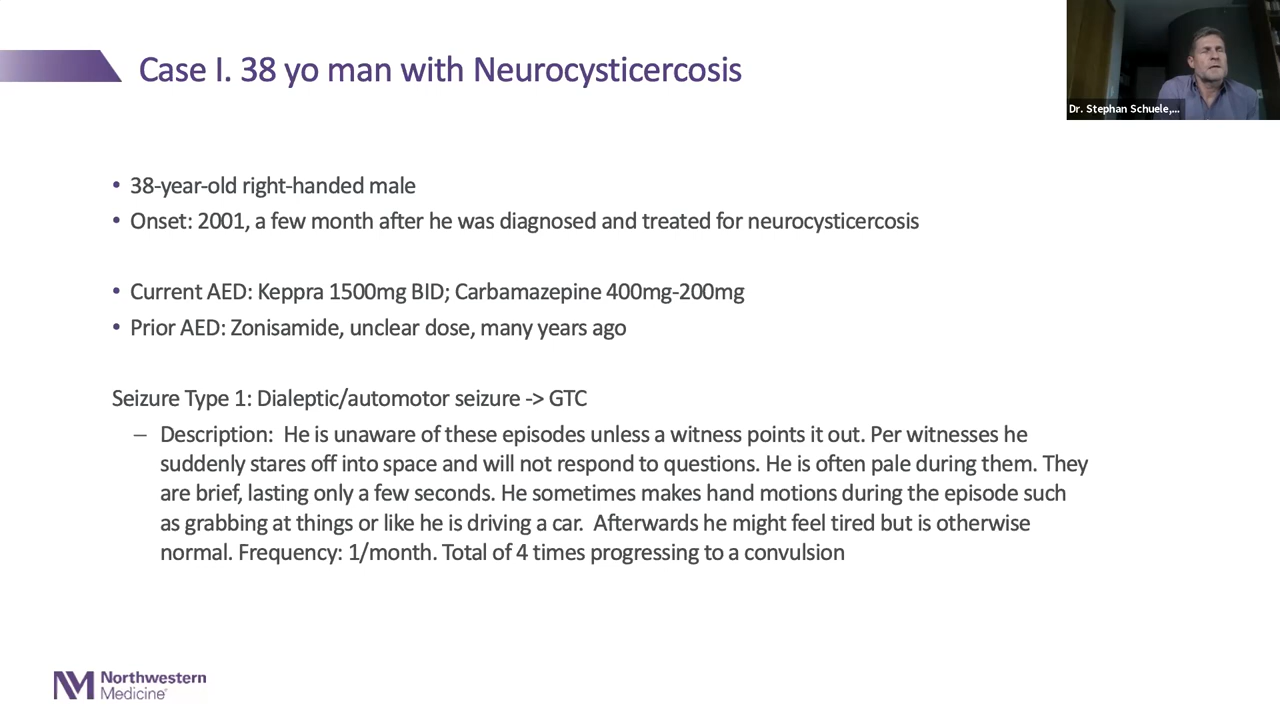 Case I. 38 yo man with Neurocysticercosis
Dr. Stephan Schuele,...
• 38-year-old right-handed male
• Onset: 2001, a few month after he was diagnosed and treated for neurocysticercosis
• Current AED: Keppra 1500mg BID; Carbamazepine 400mg-200mg
• Prior AED: Zonisamide, unclear dose, many years ago
Seizure Type 1: Dialeptic/automotor seizure -> GTC
– Description:  He is unaware of these episodes unless a witness points it out. Per witnesses he
suddenly stares off into space and will not respond to questions. He is often pale during them. They
are brief, lasting only a few seconds. He sometimes makes hand motions during the episode such
as grabbing at things or like he is driving a car.  Afterwards he might feel tired but is otherwise
normal. Frequency: 1/month. Total of 4 times progressing to a convulsion
NM Northwestern
Medicine®